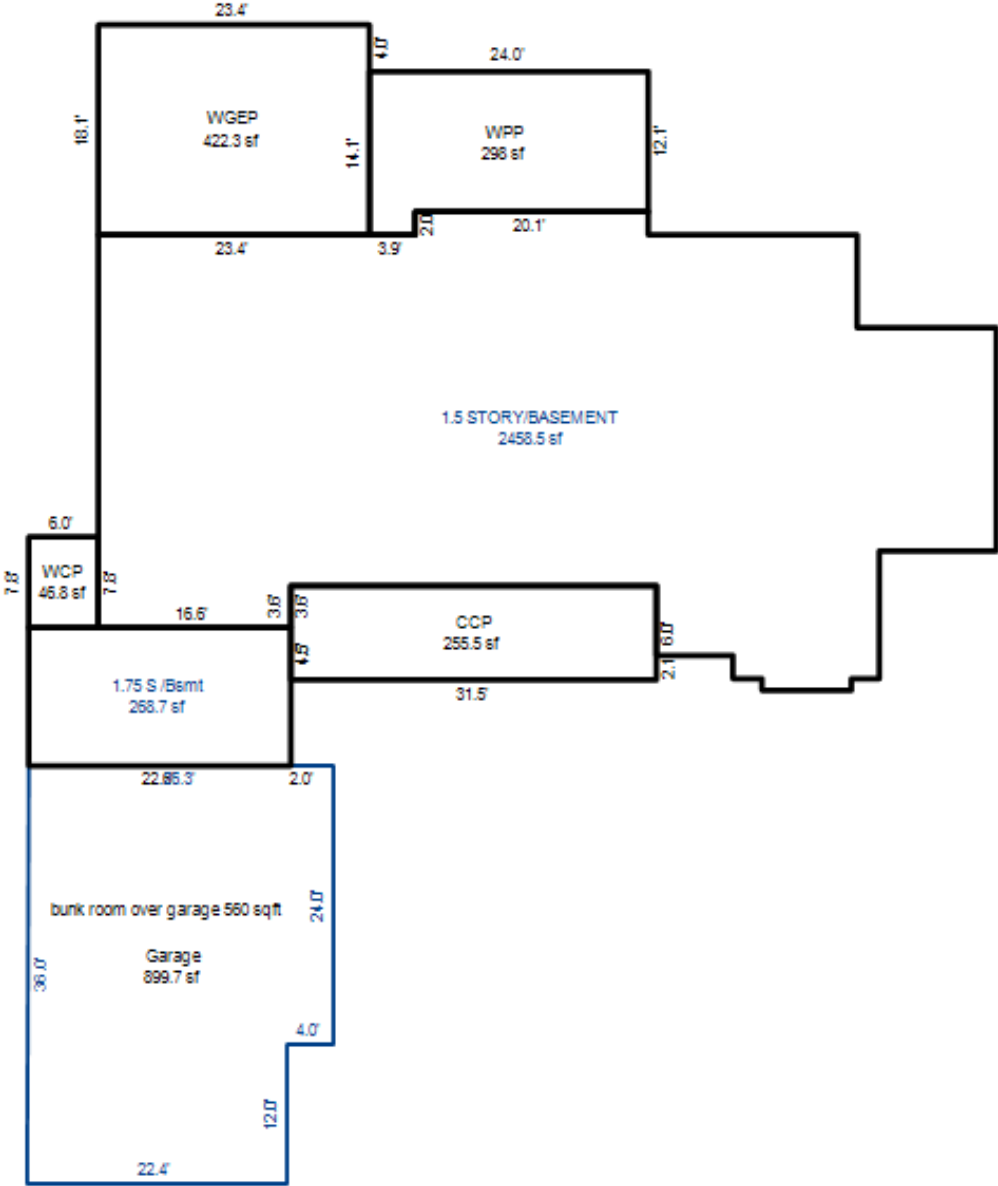 23.4'
4.0'
24.0'
WGEP
422.3 sf
18.1'
14.1'
WPP
298 sf
12.1'
2.0'
20.1'
23.4'
3.9'
1.5 STORY/BASEMENT
2458.5 sf
6.0'
7.8'
WCP
46.8 sf
7.8'
16.6'
3.6'
3.6'
CCP
255.5 sf
6.0'
4.5'
2.1
31.5'
1.75 S /Bsmt
268.7 sf
2.0'
bunk room over garage 560 sqft
24.0'
Garage
899.7 sf
36.0'
4.0'
12.0'
22.4'